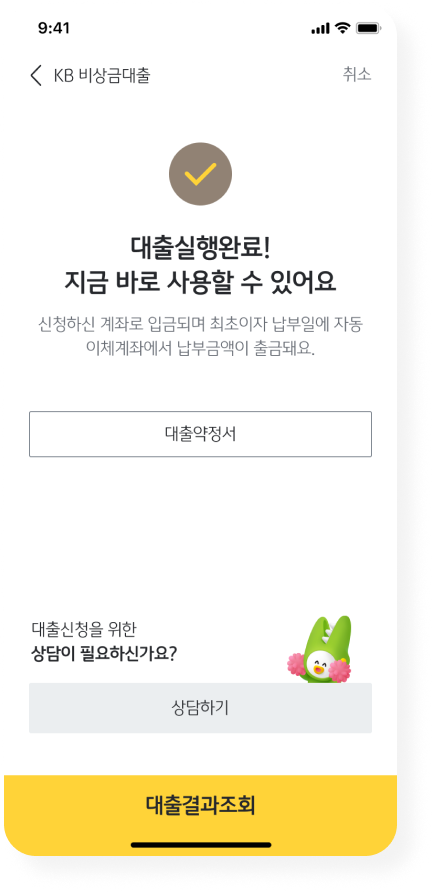 9:41
KB 비상금대출
취소
대출실행완료!
지금 바로 사용할 수 있어요
신청하신 계좌로 입금되며 최초이자 납부일에 자동
이체계좌에서 납부금액이 출금돼요.
대출약정서
대출신청을 위한
상담이 필요하신가요?
상담하기
대출결과조회